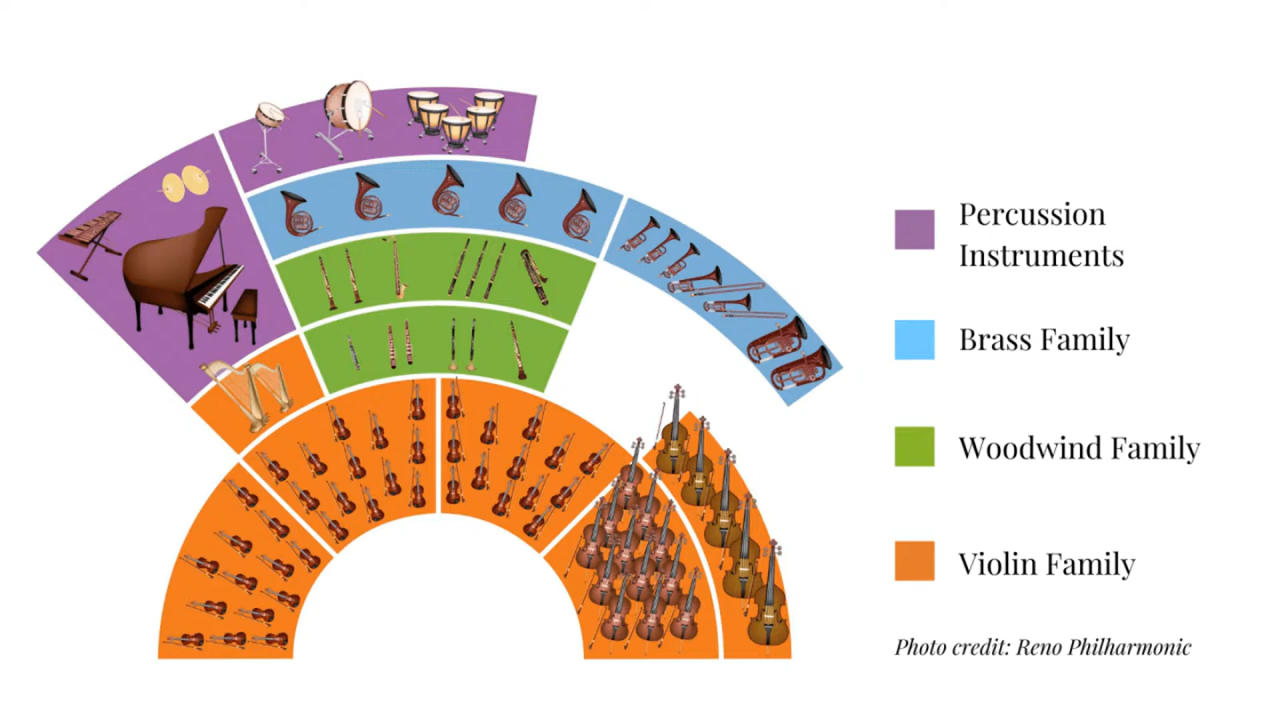 Percussion
Instruments
Brass Family
Woodwind Family
Violin Family
Photo credit: Reno Philharmonic